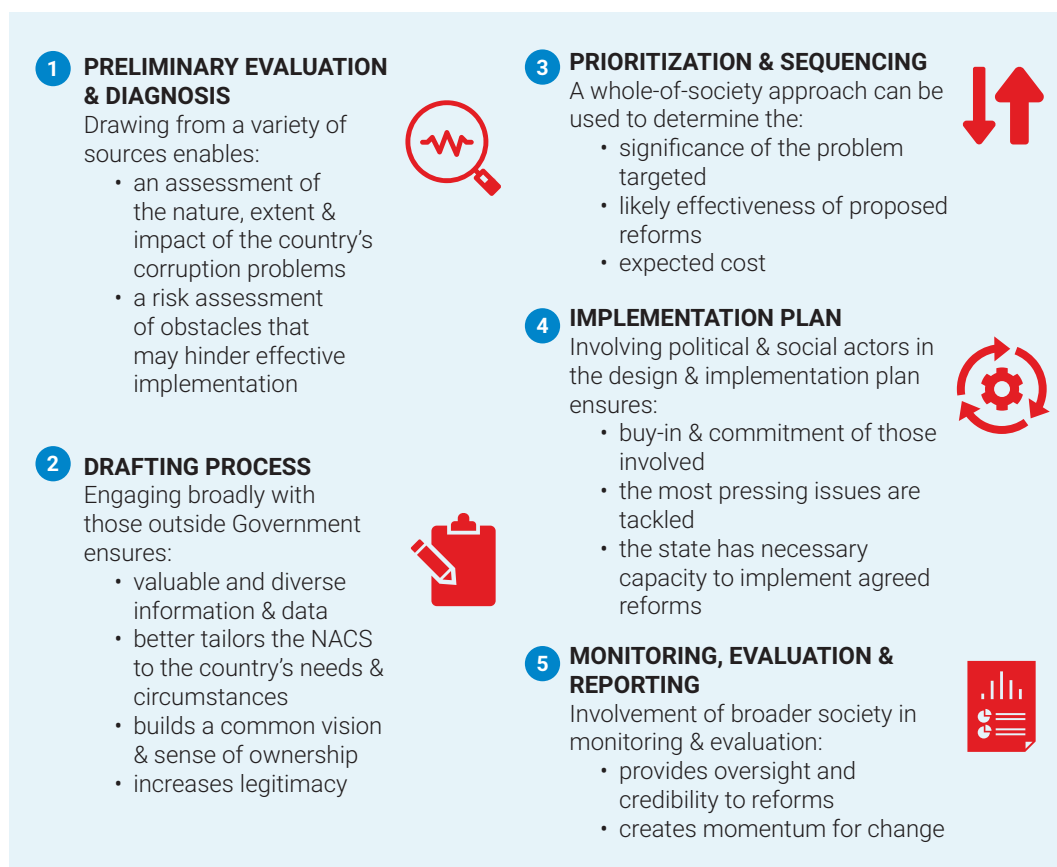 1
PRELIMINARY EVALUATION
& DIAGNOSIS
Drawing from a variety of
sources enables:
• an assessment of
the nature, extent &
impact of the country’s
corruption problems
• a risk assessment
of obstacles that
may hinder effective
implementation
2
DRAFTING PROCESS
Engaging broadly with
those outside Government
ensures:
• valuable and diverse
information & data
• better tailors the NACS
to the country’s needs &
circumstances
• builds a common vision
& sense of ownership
• increases legitimacy
3
PRIORITIZATION & SEQUENCING
A whole-of-society approach can be
used to determine the:
• significance of the problem
targeted
• likely effectiveness of proposed
reforms
• expected cost
4
IMPLEMENTATION PLAN
Involving political & social actors in
the design & implementation plan
ensures:
• buy-in & commitment of those
involved
• the most pressing issues are
tackled
• the state has necessary
capacity to implement agreed
reforms
5
MONITORING, EVALUATION &
REPORTING
Involvement of broader society in
monitoring & evaluation:
• provides oversight and
credibility to reforms
• creates momentum for change